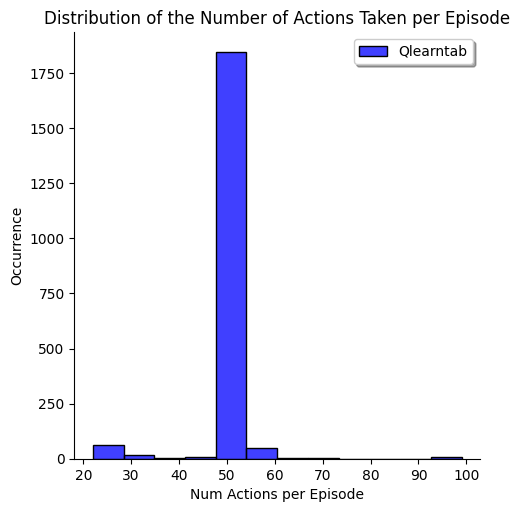 Distribution of the Number of Actions Taken per Episode
Qlearntab
1750
1500
1250
1000
750
500
250
0
Occurrence
20 30 40 50 60 70 80 90 100
Num Actions per Episode